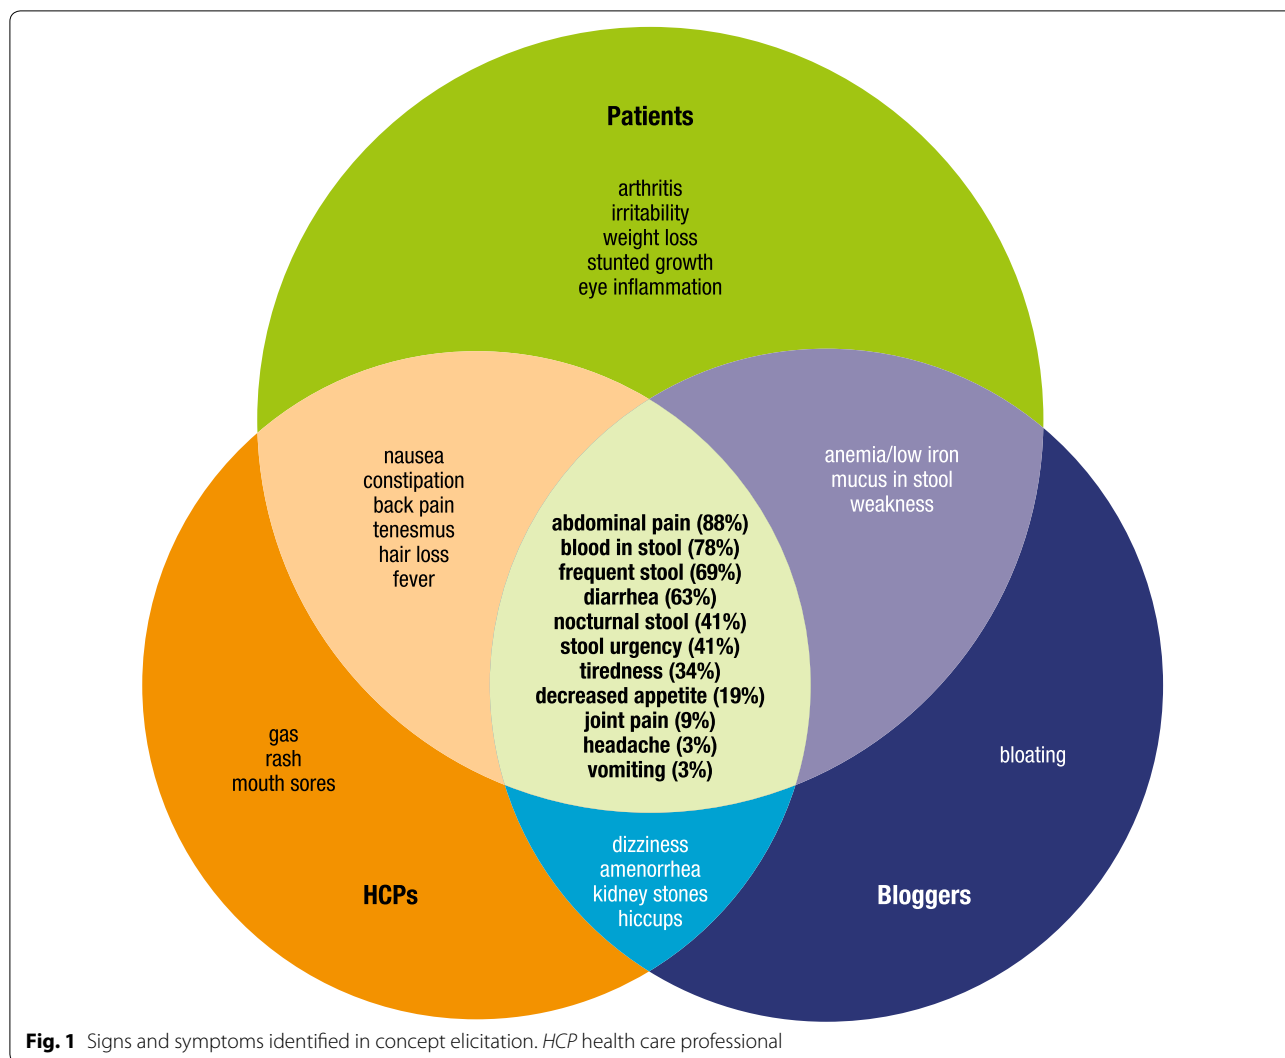 Patients
arthritis
irritability
weight loss
stunted growth
eye inflammation
nausea
constipation
back pain
tenesmus
hair loss
fever
anemia/low iron
mucus in stool
weakness
abdominal pain (88%)
blood in stool (78%)
frequent stool (69%)
diarrhea (63%)
nocturnal stool (41%)
stool urgency (41%)
tiredness (34%)
decreased appetite (19%)
joint pain (9%)
headache (3%)
vomiting (3%)
gas
rash
mouth sores
bloating
dizziness
amenorrhea
kidney stones
hiccups
HCPs
Bloggers
Fig. 1 Signs and symptoms identified in concept elicitation. HCP health care professional